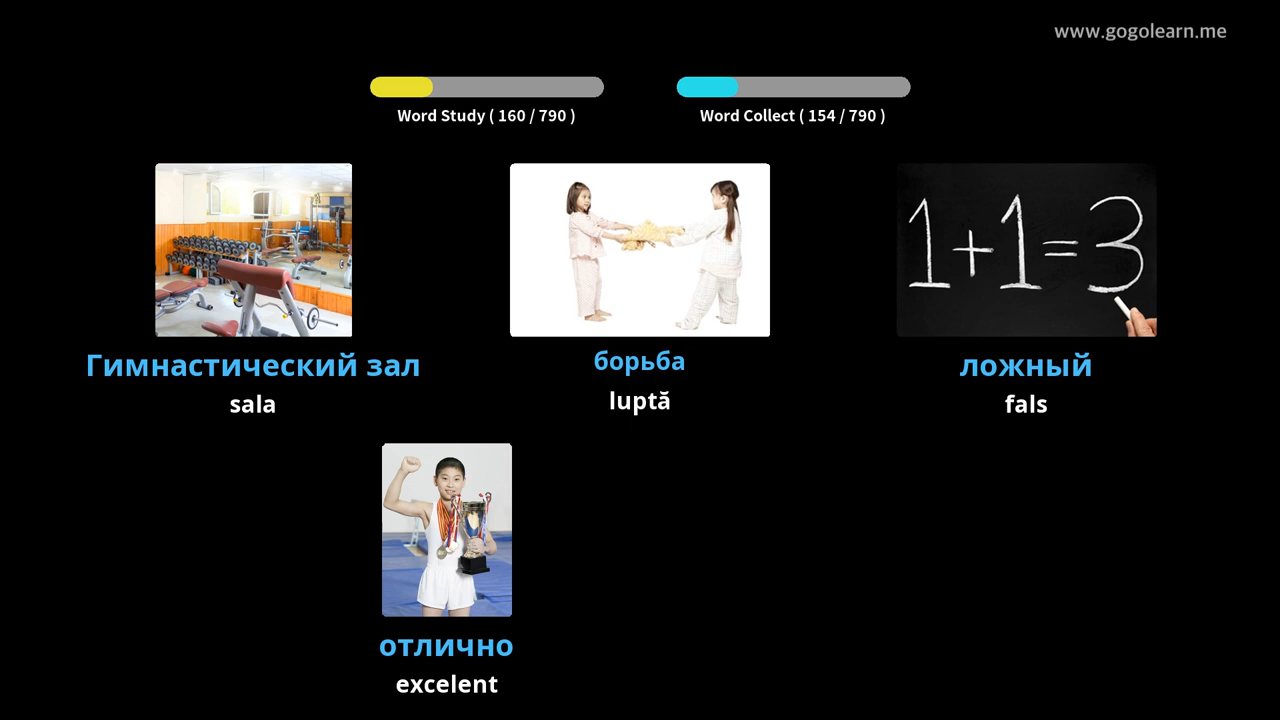 www.gogolearn.me
Word Study ( 160 / 790 )
Word Collect ( 154 / 790 )
1+1=3
Гимнастический зал
sala
борьба
luptă
ложный
fals
отлично
excelent